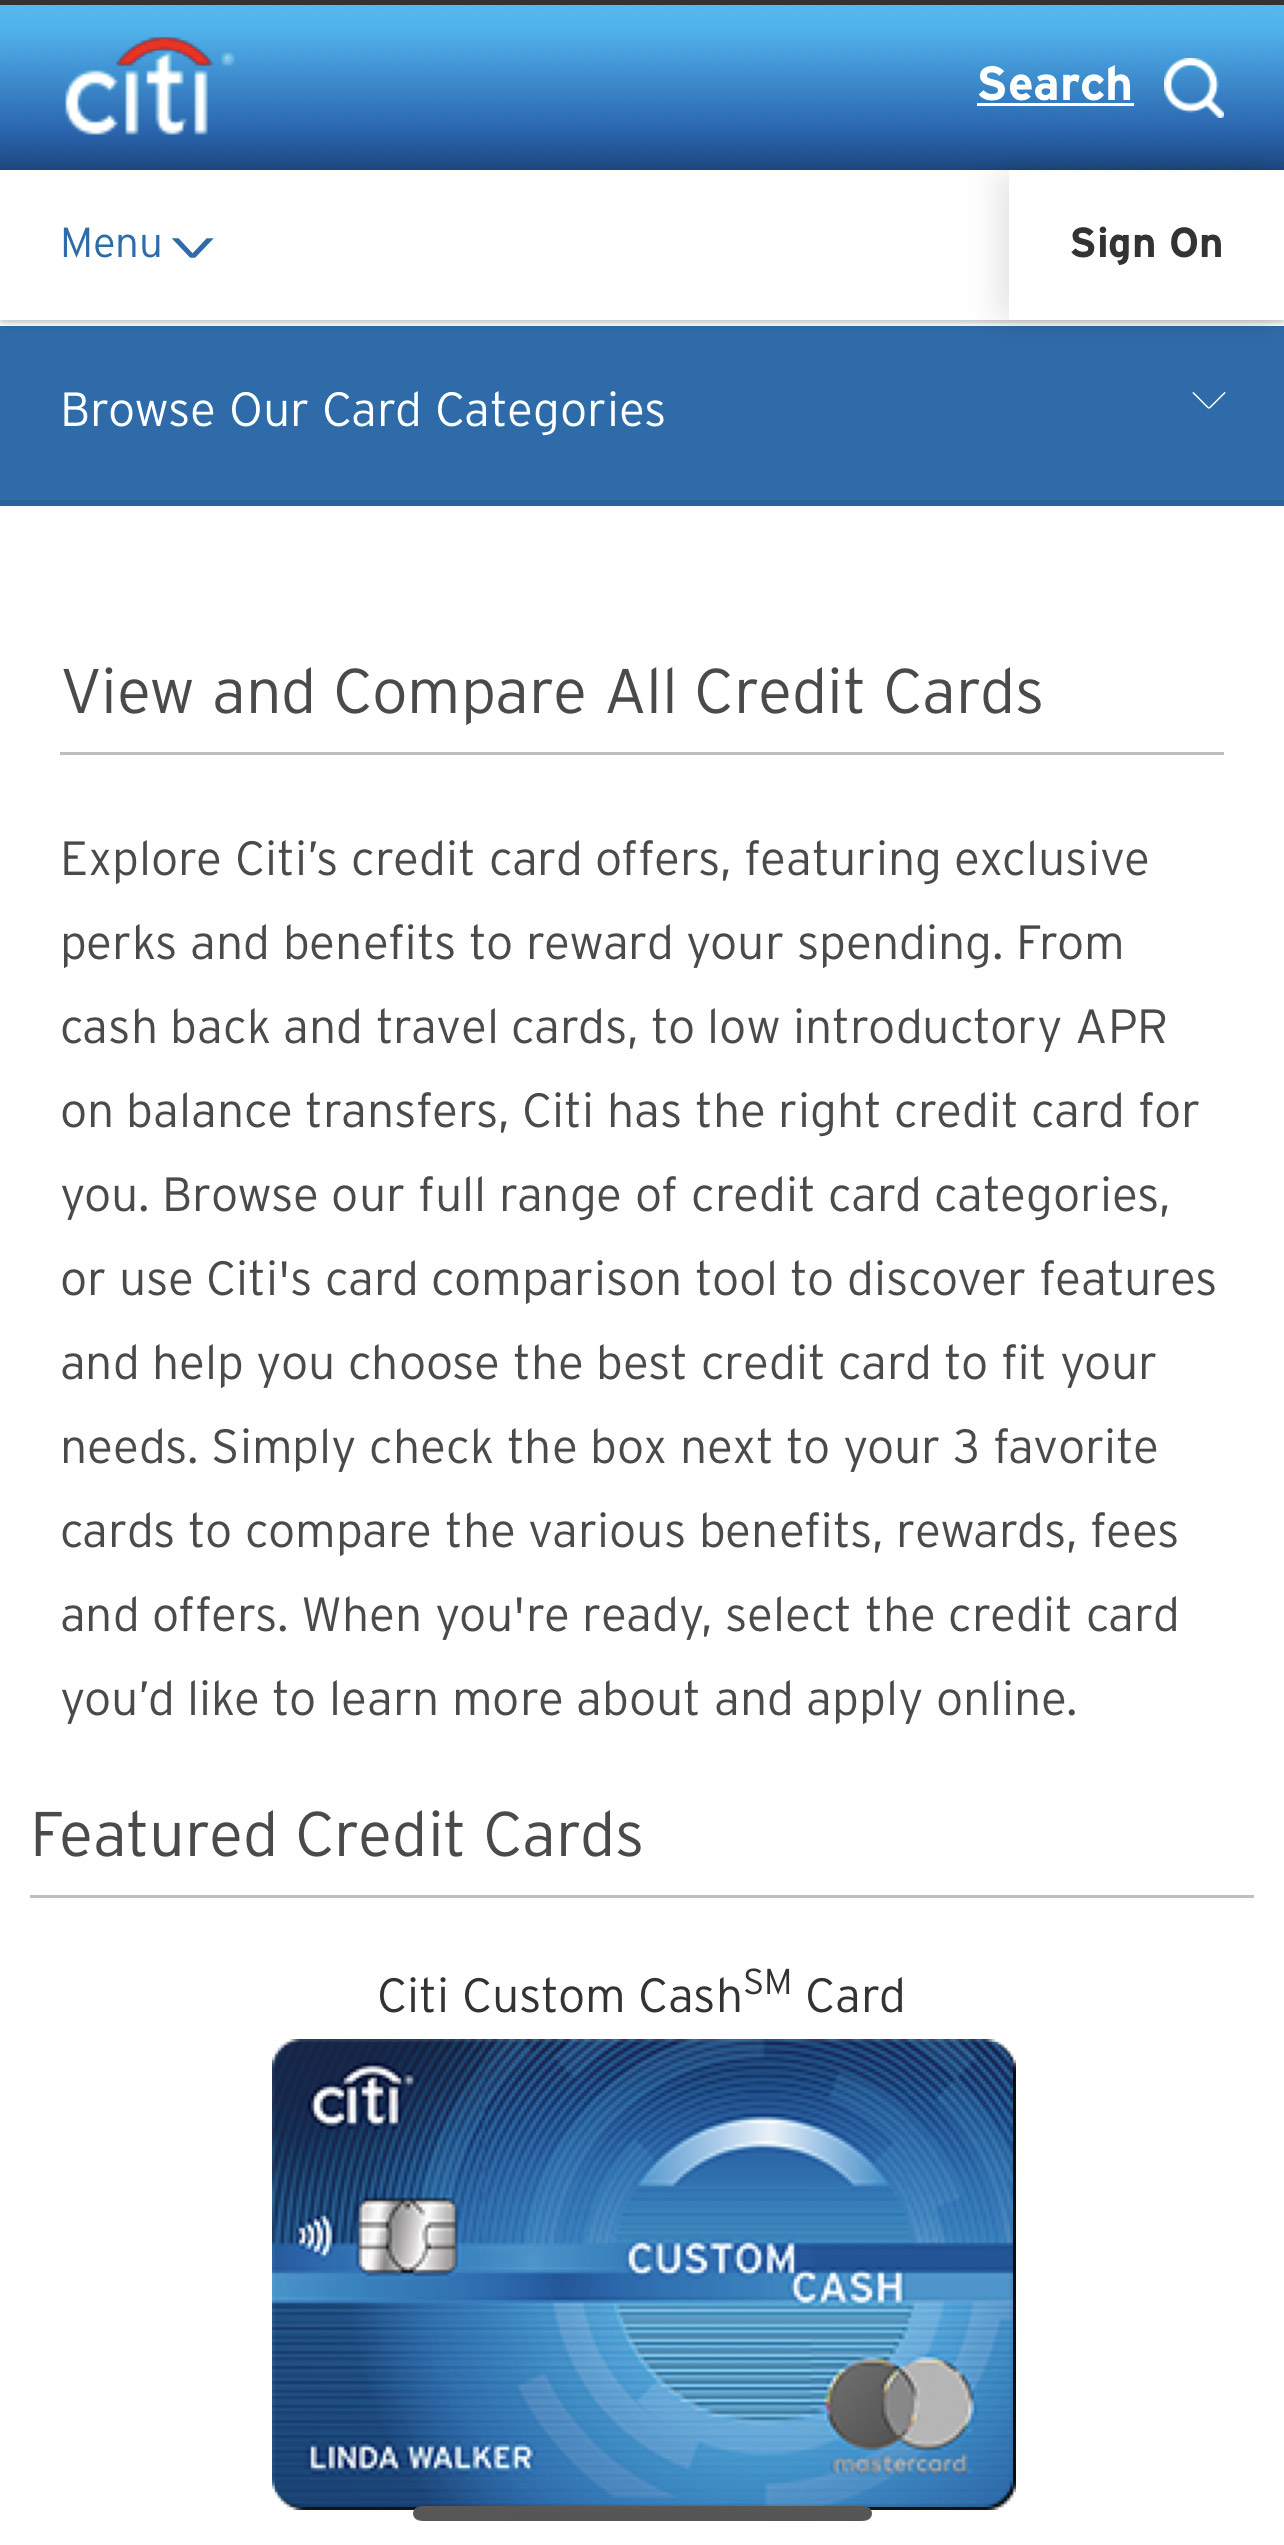 citi
Search
Menu
Sign On
Browse Our Card Categories
View and Compare All Credit Cards
Explore Citi’s credit card offers, featuring exclusive
perks and benefits to reward your spending. From
cash back and travel cards, to low introductory APR
on balance transfers, Citi has the right credit card for
you. Browse our full range of credit card categories,
or use Citi's card comparison tool to discover features
and help you choose the best credit card to fit your
needs. Simply check the box next to your 3 favorite
cards to compare the various benefits, rewards, fees
and offers. When you're ready, select the credit card
you’d like to learn more about and apply online.
Featured Credit Cards
Citi Custom Cash℠ Card
citi
CUSTOM
CASH
LINDA WALKER
mastercard